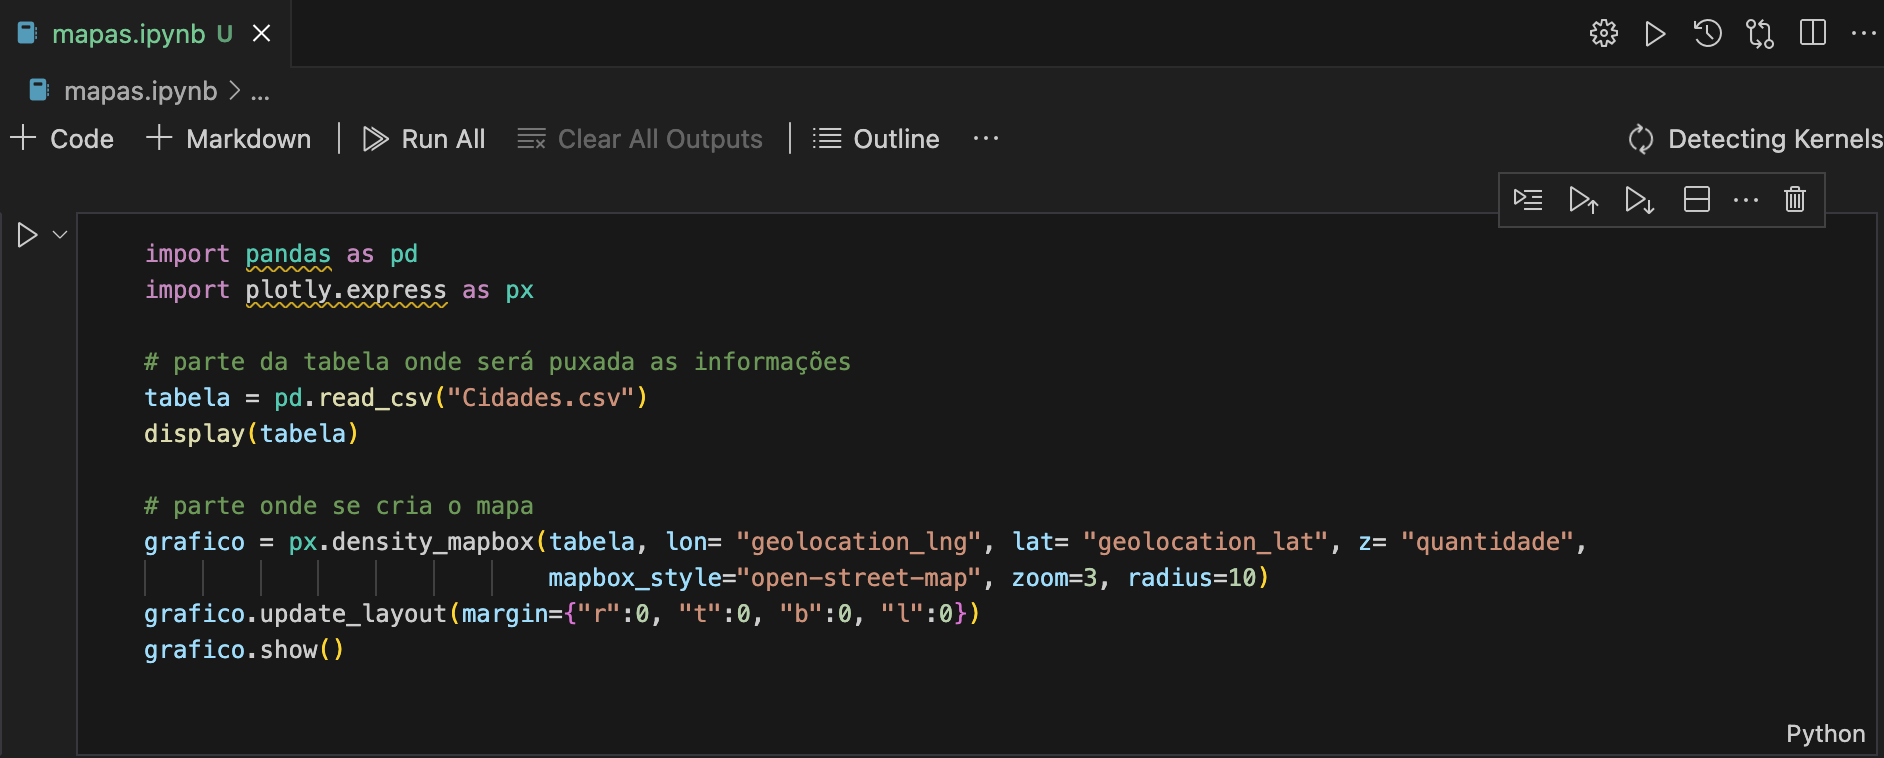 mapas.ipynb U
mapas.ipynb > ...
Code Markdown Run All Clear All Outputs Outline ... Detecting Kernels
import pandas as pd
import plotly.express as px
# parte da tabela onde será puxada as informações
tabela = pd.read_csv("Cidades.csv")
display(tabela)
# parte onde se cria o mapa
grafico = px.density_mapbox(tabela, lon= "geolocation_lng", lat= "geolocation_lat", z= "quantidade",
mapbox_style="open-street-map", zoom=3, radius=10)
grafico.update_layout(margin={"r":0, "t":0, "b":0, "l":0})
grafico.show()
Python